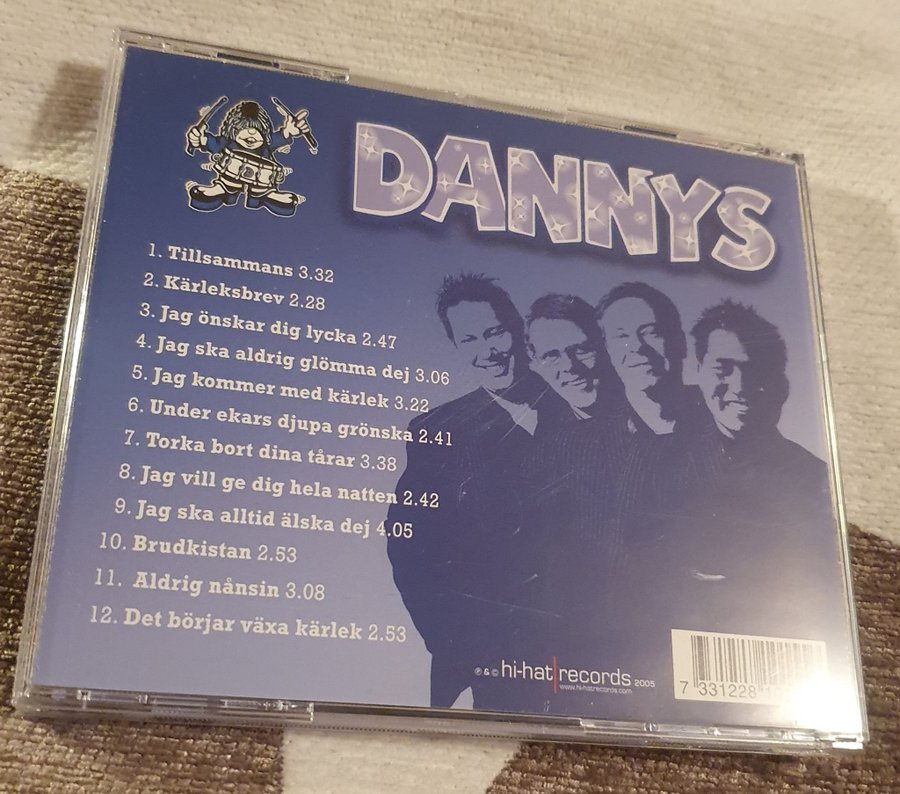 DANNYS
1. Tillsammans 3.32
2. Kärleksbrev 2.28
3. Jag önskar dig lycka 2.47
4. Jag ska aldrig glömma dej 3.06
5. Jag kommer med kärlek 3.22
6. Under ekars djupa grönska 2.41
7. Torka bort dina tårar 3.38
8. Jag vill ge dig hela natten 2.42
9. Jag ska alltid älska dej 4.05
10. Brudkistan 2.53
11. Aldrig nånsin 3.08
12. Det börjar växa kärlek 2.53
℗ & © hi-hat|records 2005
www.hi-hatrecords.com
7 331228